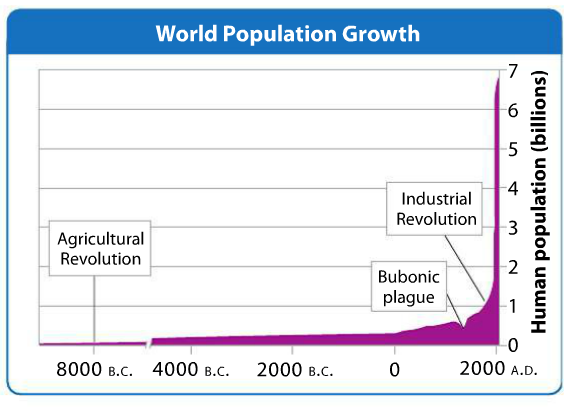 World Population Growth
7
6
5
4
3
2
1
0
Human population (billions)
Agricultural
Revolution
Industrial
Revolution
Bubonic
plague
8000 B.C.
4000 B.C.
2000 B.C.
0
2000 A.D.